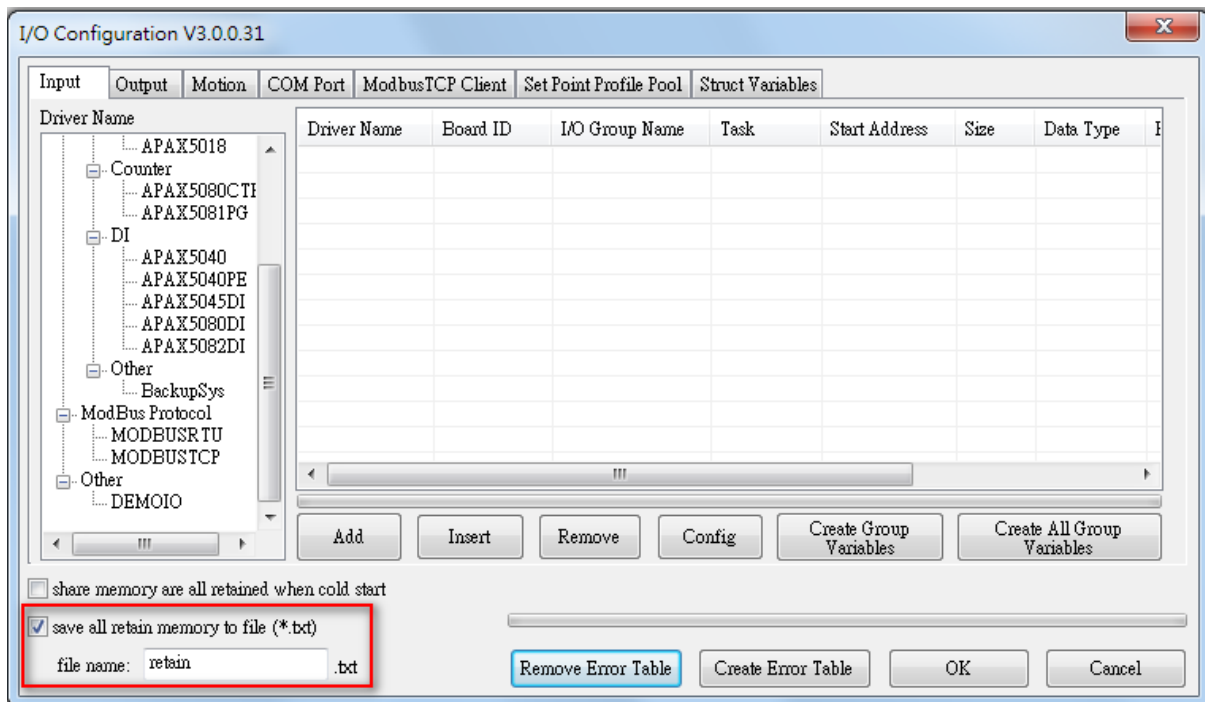 I/O Configuration V3.0.0.31
Input Output Motion COM Port ModbusTCP Client Set Point Profile Pool Struct Variables
Driver Name
Driver Name Board ID I/O Group Name Task Start Address Size Data Type
APAX5018
Counter
APAX5080CTI
APAX5081PG
DI
APAX5040
APAX5040PE
APAX5045DI
APAX5080DI
APAX5082DI
Other
BackupSys
ModBus Protocol
MODBUSRTU
MODBUSTCP
Other
DEMOIO
Add Insert Remove Config Create Group Variables Create All Group Variables
share memory are all retained when cold start
save all retain memory to file (*.txt)
file name: retain .txt
Remove Error Table Create Error Table OK Cancel